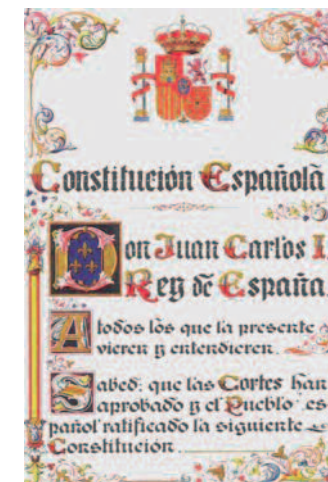 Constitución Española
Don Juan Carlos I
Rey de España
A todos los que la presente
vieren y entendieren.
Sabed: que las Cortes han
aprobado y el Pueblo es
pañol ratificado la siguiente
Constitución